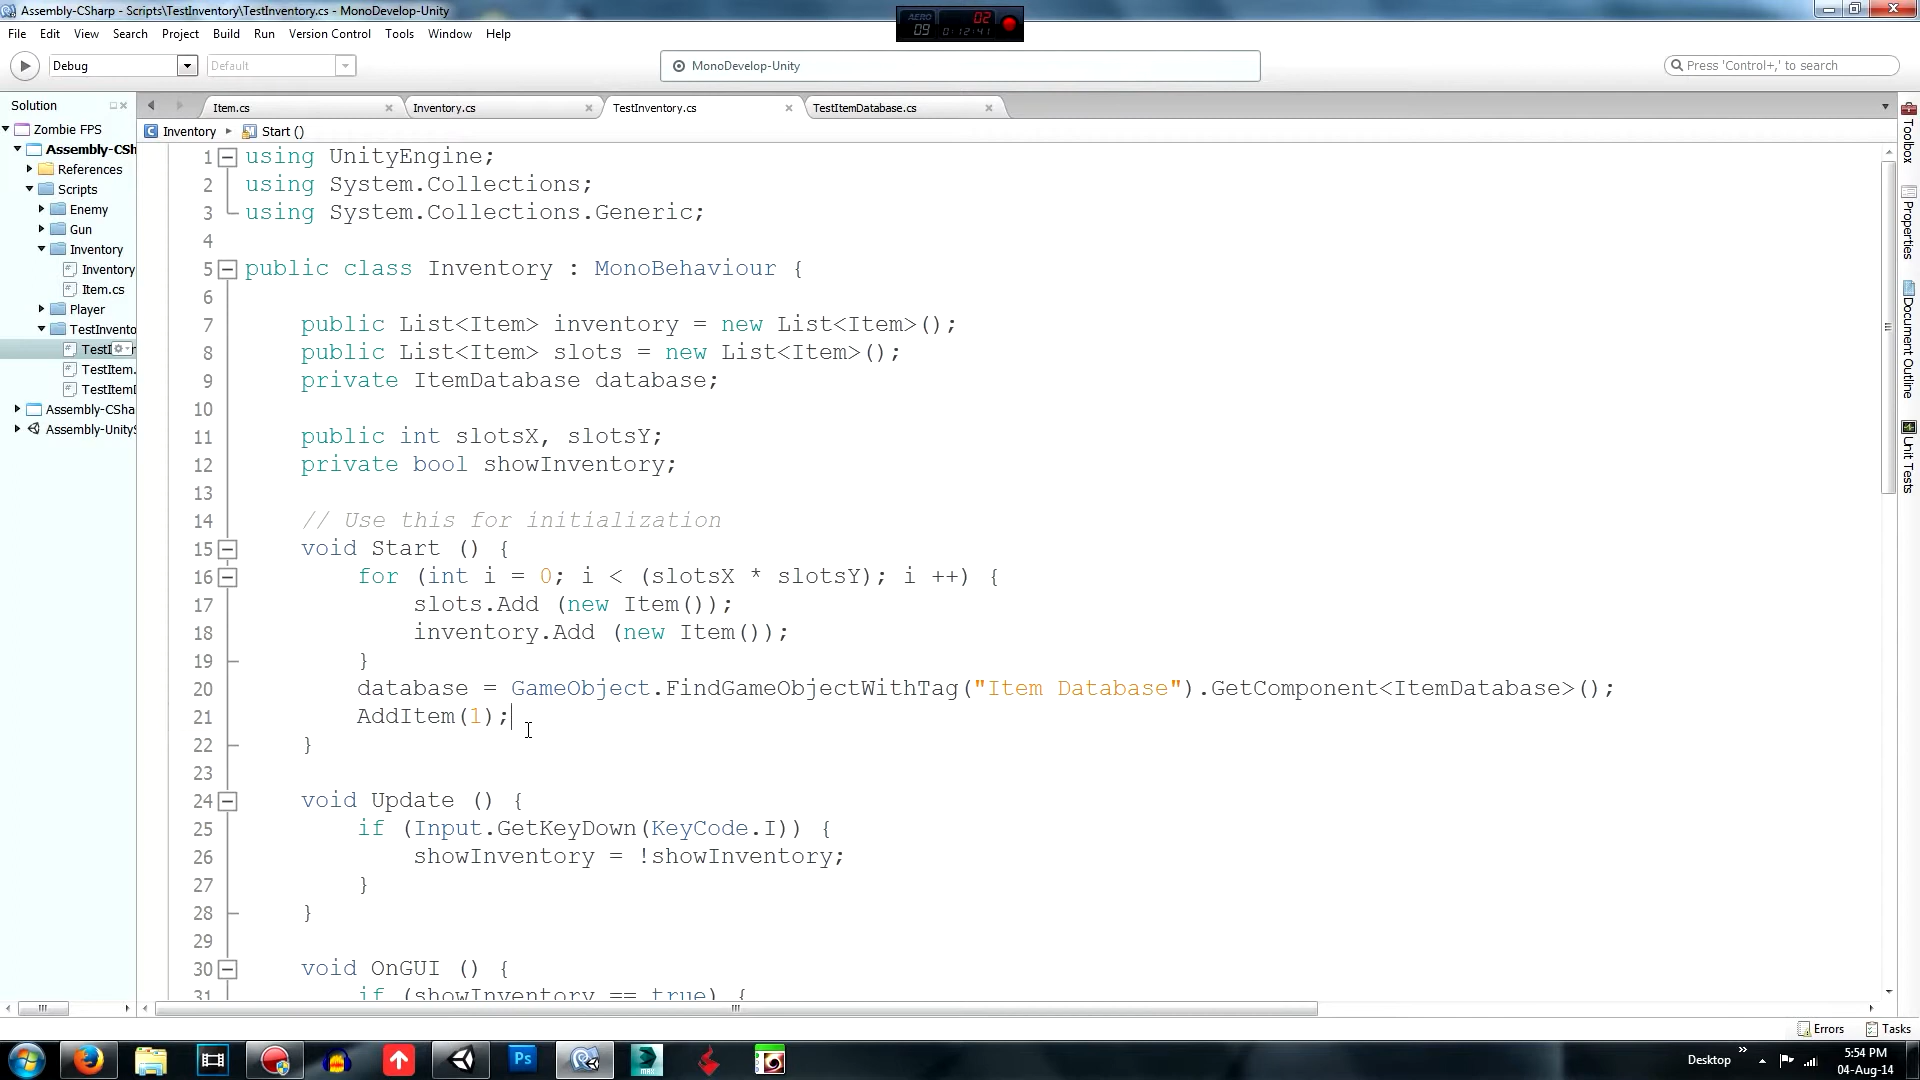 Assembly-CSharp - Scripts\TestInventory\TestInventory.cs - MonoDevelop-Unity
AERO
09
02
0:12:41
File Edit View Search Project Build Run Version Control Tools Window Help
Debug
Default
MonoDevelop-Unity
Press 'Control+,' to search
Solution
Item.cs
Inventory.cs
TestInventory.cs
TestItemDatabase.cs
Inventory
Start ()
Zombie FPS
Assembly-CSh
References
Scripts
Enemy
Gun
Inventory
Inventory
Item.cs
Player
TestInvento
TestI
TestItem.
TestItemD
Assembly-CSha
Assembly-UnityS
1 using UnityEngine;
2 using System.Collections;
3 using System.Collections.Generic;
4
5 public class Inventory : MonoBehaviour {
6
7 public List<Item> inventory = new List<Item>();
8 public List<Item> slots = new List<Item>();
9 private ItemDatabase database;
10
11 public int slotsX, slotsY;
12 private bool showInventory;
13
14 // Use this for initialization
15 void Start () {
16 for (int i = 0; i < (slotsX * slotsY); i ++) {
17 slots.Add (new Item());
18 inventory.Add (new Item());
19 }
20 database = GameObject.FindGameObjectWithTag("Item Database").GetComponent<ItemDatabase>();
21 AddItem(1);
22 }
23
24 void Update () {
25 if (Input.GetKeyDown(KeyCode.I)) {
26 showInventory = !showInventory;
27 }
28 }
29
30 void OnGUI () {
31 if (showInventory == true) {
Toolbox
Properties
Document Outline
Unit Tests
Errors
Tasks
Ps
MAX
Desktop
5:54 PM
04-Aug-14